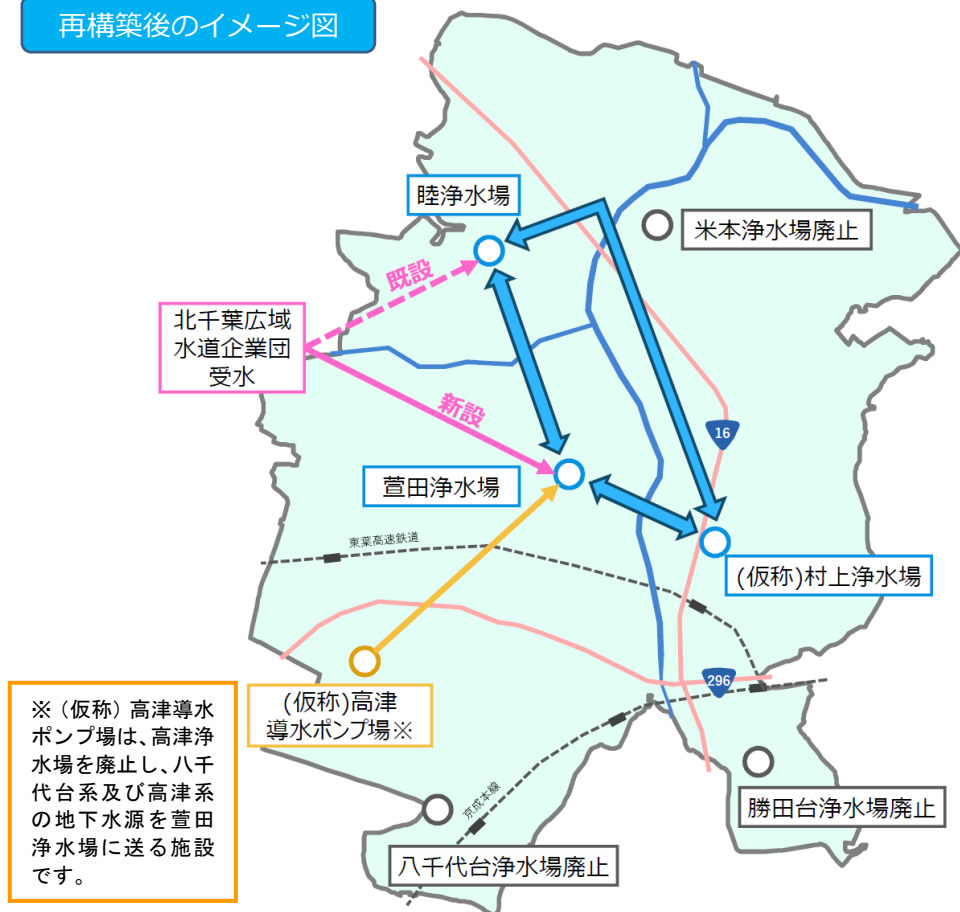 再構築後のイメージ図
睦浄水場
米本浄水場廃止
既設
北千葉広域
水道企業団
受水
新設
16
萱田浄水場
東葉高速鉄道
(仮称)村上浄水場
296
(仮称)高津
導水ポンプ場※
※（仮称）高津導水
ポンプ場は、高津浄
水場を廃止し、八千
代台系及び高津系
の地下水源を萱田
浄水場に送る施設
です。
京成本線
勝田台浄水場廃止
八千代台浄水場廃止